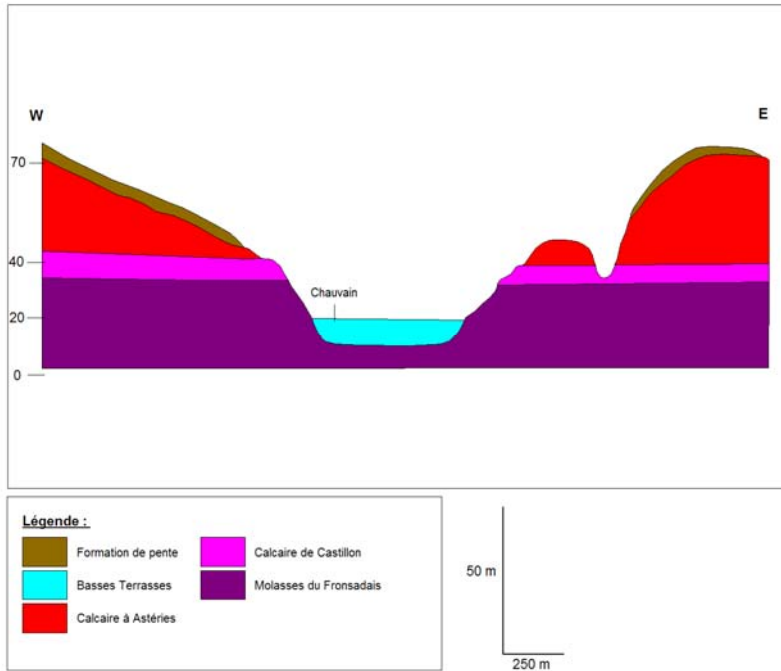 W
E
70
40
Chauvain
20
0
Légende :
Formation de pente
Calcaire de Castillon
Basses Terrasses
Molasses du Fronsadais
Calcaire à Astéries
50 m
250 m